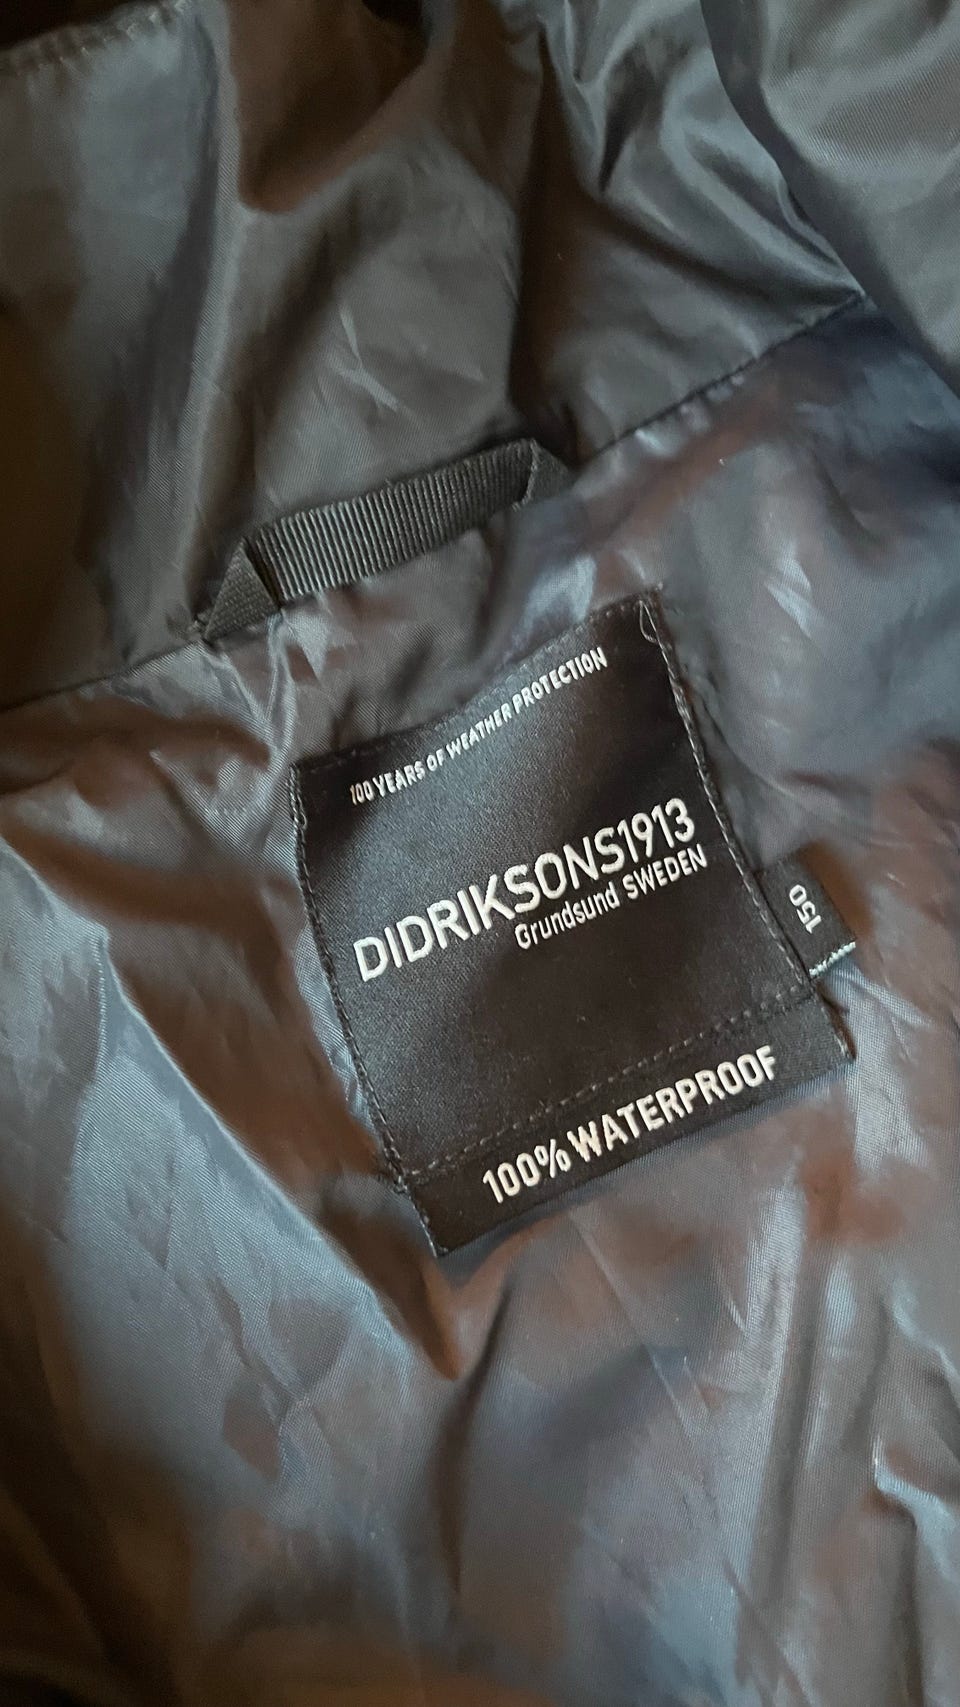 100 YEARS OF WEATHER PROTECTION
DIDRIKSONS1913
Grundsund SWEDEN
150
100% WATERPROOF